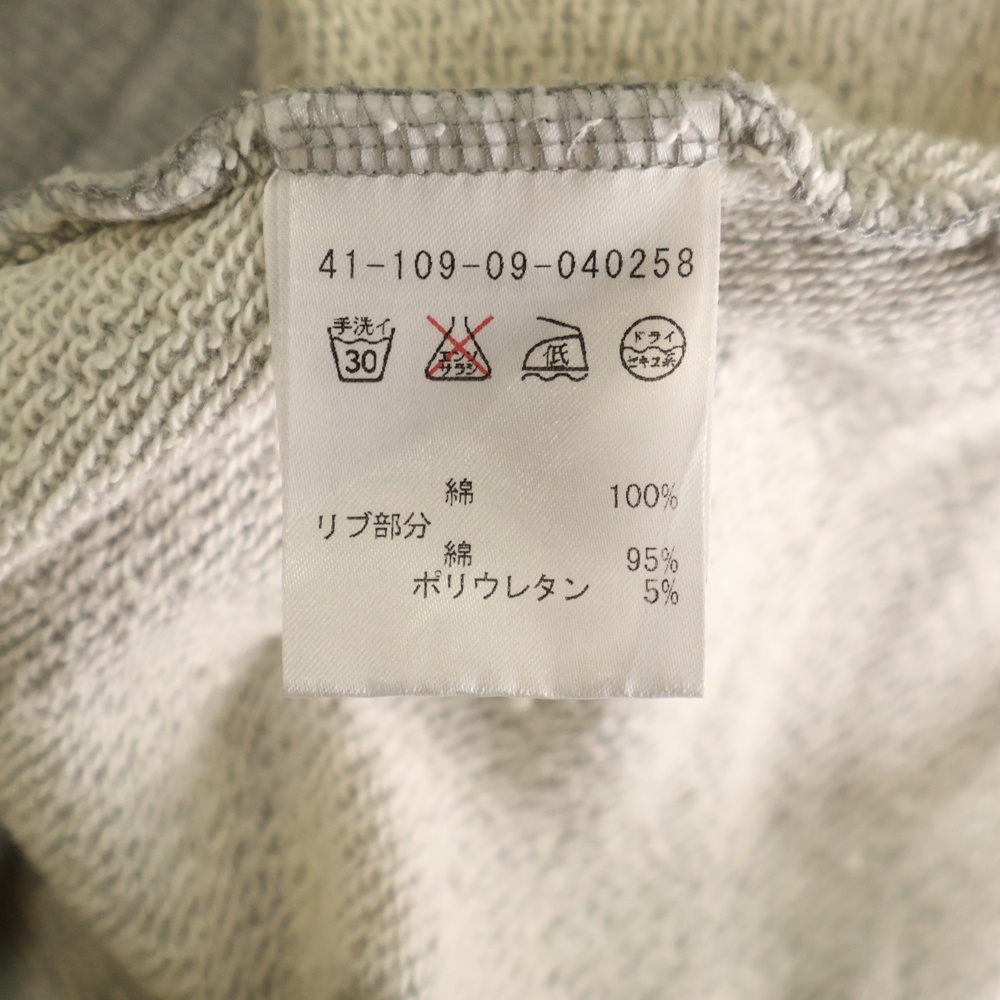 41-109-09-040258
手洗イ 30 エンソサラシ 低 ドライ セキユ系
綿 100%
リブ部分
綿 95%
ポリウレタン 5%